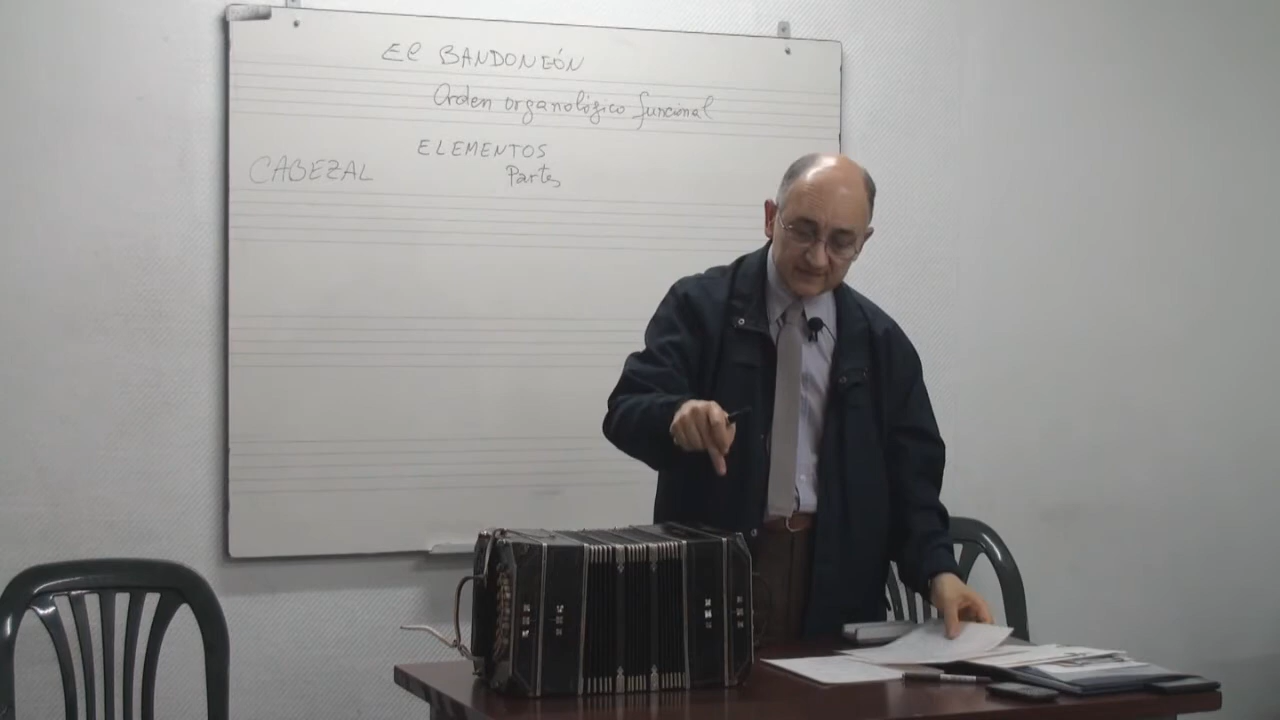 El BANDONEÓN
Orden organológico funcional
ELEMENTOS
CABEZAL Partes